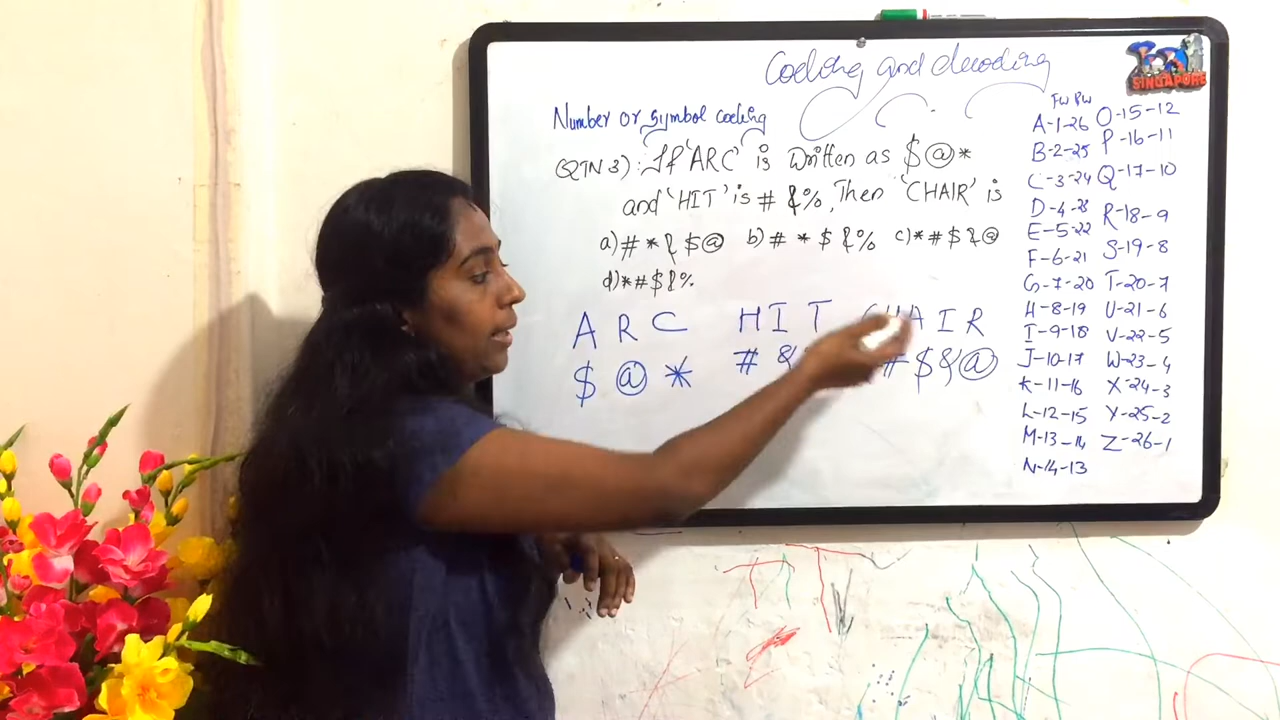 Coding and decoding
SINGAPORE
Number or symbol coding
QTN 3): If 'ARC' is written as $@*
and 'HIT' is # &%, Then 'CHAIR' is
a) # * & $ @ b) # * $ & % c) * # $ & @
d) * # $ & %
A R C H I T C H A I R
$ @ * # & # $ & @
FW BW
A-1-26
B-2-25
C-3-24
D-4-23
E-5-22
F-6-21
G-7-20
H-8-19
I-9-18
J-10-17
K-11-16
L-12-15
M-13-14
N-14-13
O-15-12
P-16-11
Q-17-10
R-18-9
S-19-8
T-20-7
U-21-6
V-22-5
W-23-4
X-24-3
Y-25-2
Z-26-1